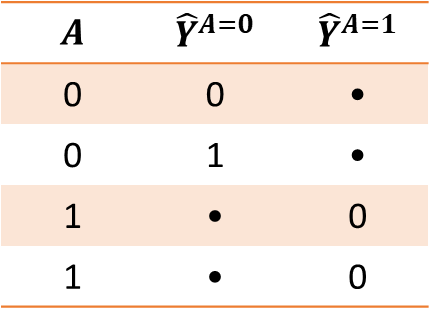 A Ŷ^{A=0} Ŷ^{A=1}
0 0 •
0 1 •
1 • 0
1 • 0